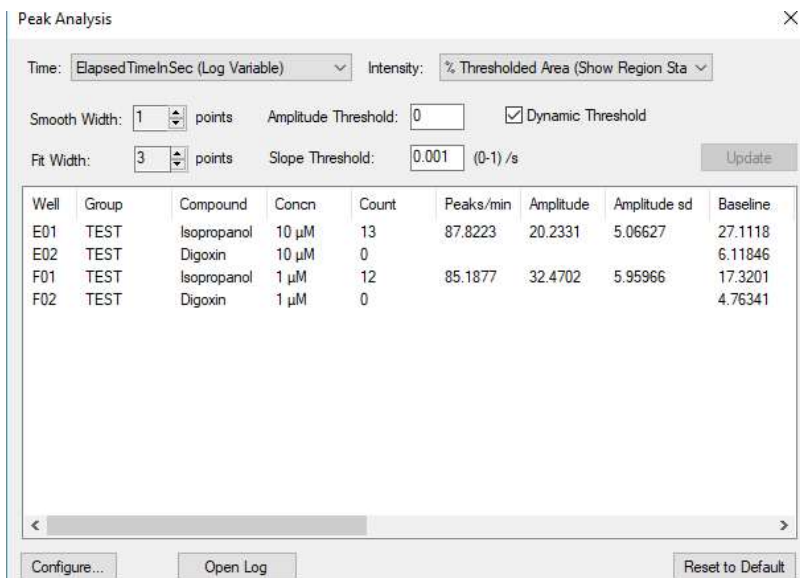 Peak Analysis
Time: ElapsedTimeInSec (Log Variable) Intensity: % Thresholded Area (Show Region Sta
Smooth Width: 1 points Amplitude Threshold: 0 Dynamic Threshold
Fit Width: 3 points Slope Threshold: 0.001 (0-1) /s Update
Well Group Compound Concn Count Peaks/min Amplitude Amplitude sd Baseline
E01 TEST Isopropanol 10 µM 13 87.8223 20.2331 5.06627 27.1118
E02 TEST Digoxin 10 µM 0 6.11846
F01 TEST Isopropanol 1 µM 12 85.1877 32.4702 5.95966 17.3201
F02 TEST Digoxin 1 µM 0 4.76341
Configure... Open Log Reset to Default